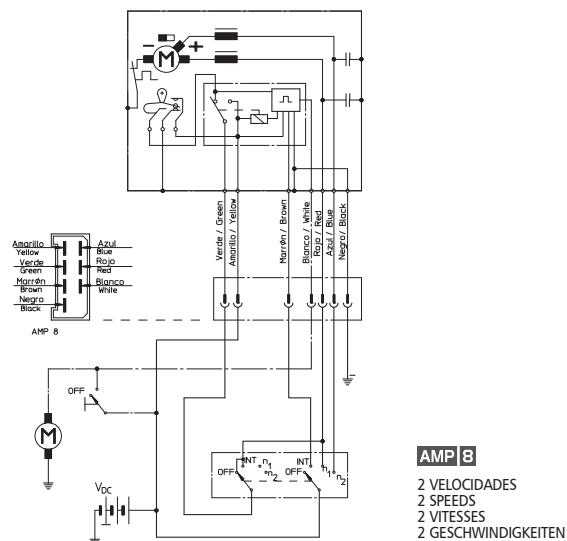 M
Verde / Green
Amarillo / Yellow
Marrøn / Brown
Blanco / White
Rojo / Red
Azul / Blue
Negro / Black
Amarillo
Yellow
Azul
Blue
Verde
Green
Rojo
Red
Marrøn
Brown
Blanco
White
Negro
Black
AMP 8
OFF
M
OFF
INT
n1
n2
INT
OFF
n1
n2
VDC
AMP 8
2 VELOCIDADES
2 SPEEDS
2 VITESSES
2 GESCHWINDIGKEITEN